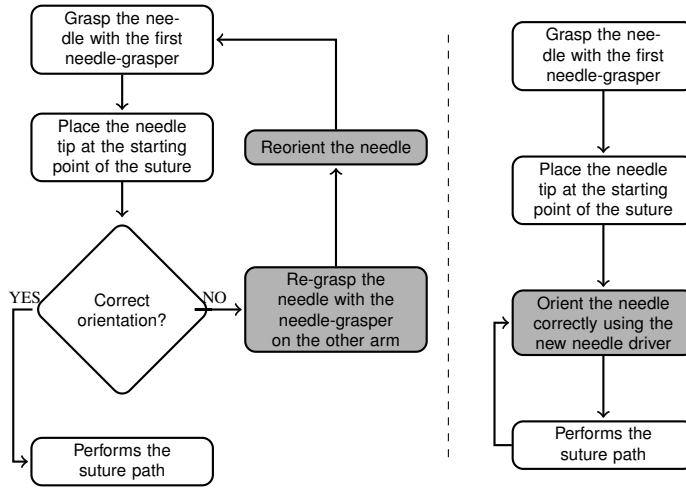 Grasp the nee-
dle with the first
needle-grasper
Place the needle
tip at the starting
point of the suture
Correct
orientation?
YES
NO
Re-grasp the
needle with the
needle-grasper
on the other arm
Reorient the needle
Performs the
suture path
Grasp the nee-
dle with the first
needle-grasper
Place the needle
tip at the starting
point of the suture
Orient the needle
correctly using the
new needle driver
Performs the
suture path